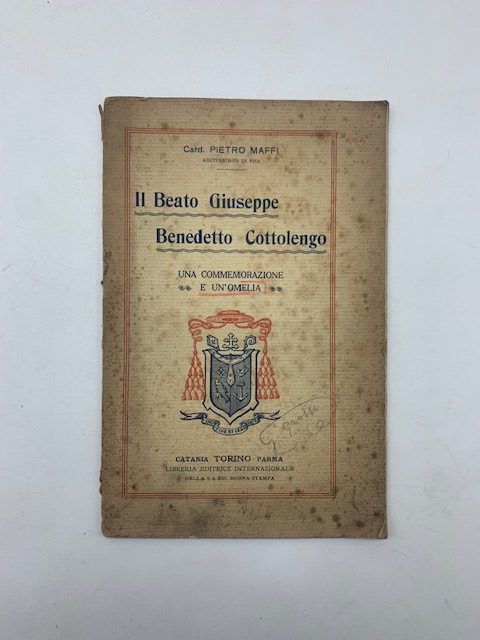 Card. PIETRO MAFFI
ARCIVESCOVO DI PISA
Il Beato Giuseppe
Benedetto Cottolengo
UNA COMMEMORAZIONE
E UN'OMELIA
CATANIA TORINO PARMA
LIBRERIA EDITRICE INTERNAZIONALE
DELLA S.A.I.D. BUONA STAMPA